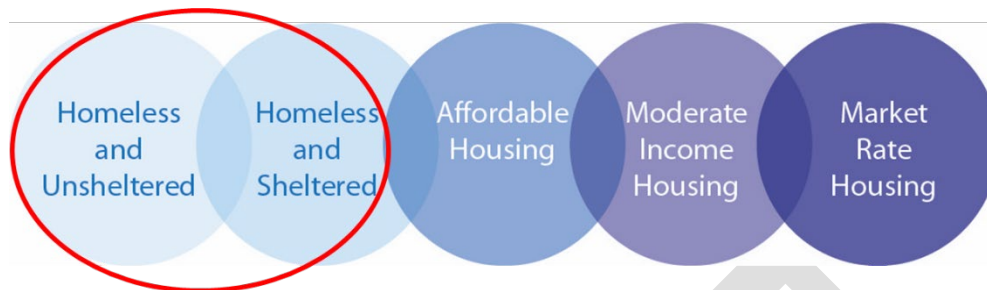 Homeless
and
Unsheltered
Homeless
and
Sheltered
Affordable
Housing
Moderate
Income
Housing
Market
Rate
Housing